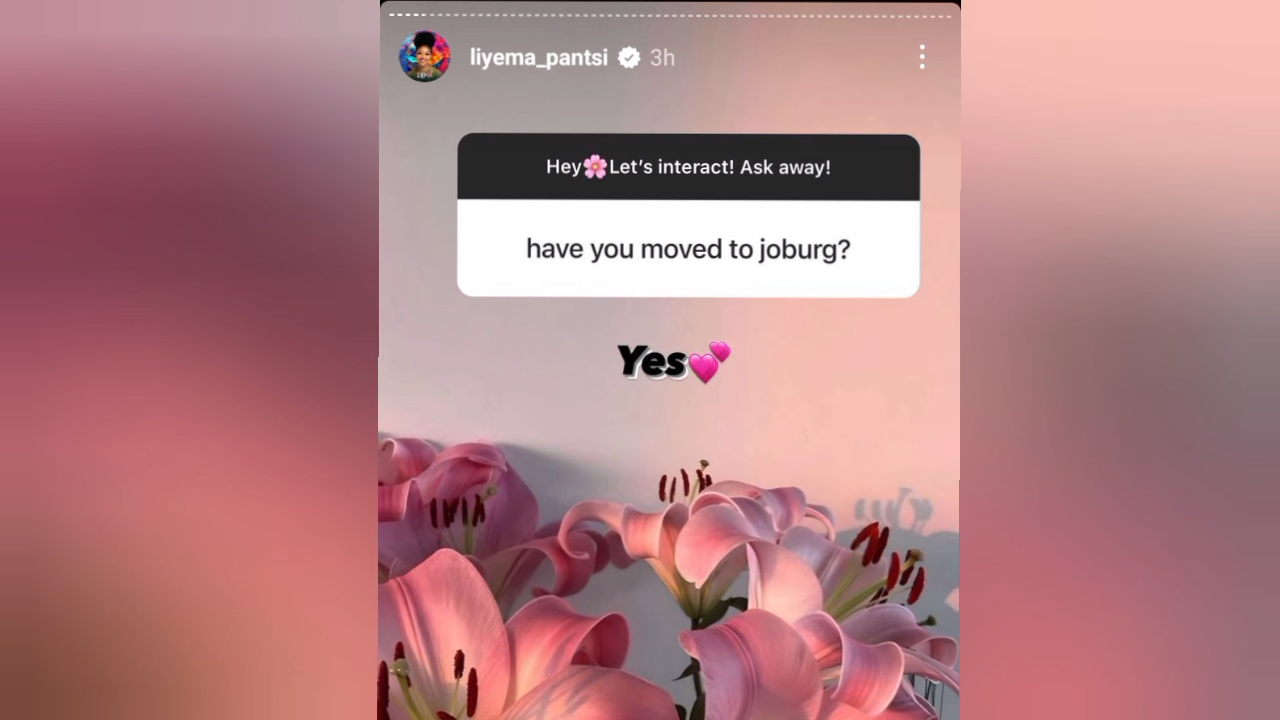 liyema_pantsi 3h
Hey🌸Let's interact! Ask away!
have you moved to joburg?
Yes💕